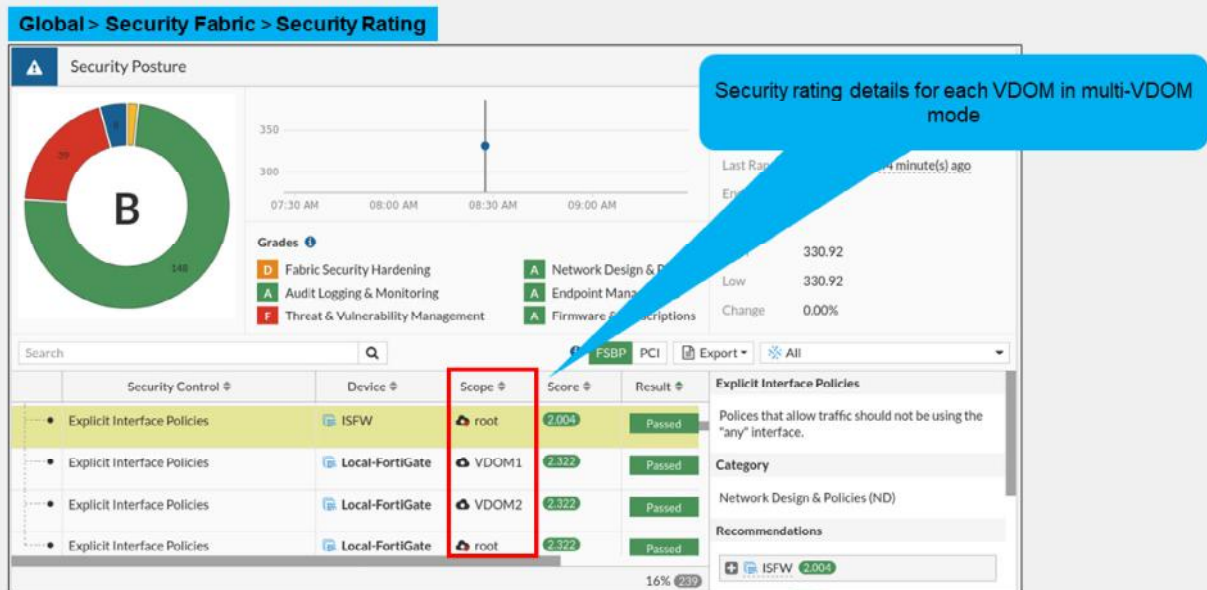 Global > Security Fabric > Security Rating
Security Posture
Security rating details for each VDOM in multi-VDOM
mode
39
8
B
148
350
300
07:30 AM 08:00 AM 08:30 AM 09:00 AM
Last Ran minute(s) ago
330.92
Low 330.92
Change 0.00%
Grades
D Fabric Security Hardening
A Audit Logging & Monitoring
F Threat & Vulnerability Management
A Network Design & P
A Endpoint Mana
A Firmware & criptions
Search
FSBP PCI Export All
Security Control Device Scope Score Result
Explicit Interface Policies ISFW root 2.004 Passed
Explicit Interface Policies Local-FortiGate VDOM1 2.322 Passed
Explicit Interface Policies Local-FortiGate VDOM2 2.322 Passed
Explicit Interface Policies Local-FortiGate root 2.322 Passed
16% 239
Explicit Interface Policies
Polices that allow traffic should not be using the
"any" interface.
Category
Network Design & Policies (ND)
Recommendations
ISFW 2.004